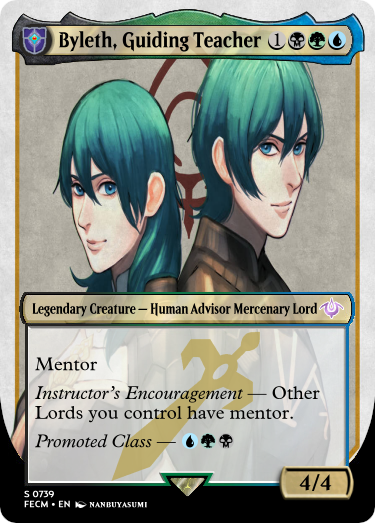 Byleth, Guiding Teacher 1
Legendary Creature — Human Advisor Mercenary Lord
Mentor
Instructor's Encouragement — Other
Lords you control have mentor.
Promoted Class —
4/4
S 0739
FECM • EN NANBUYASUMI